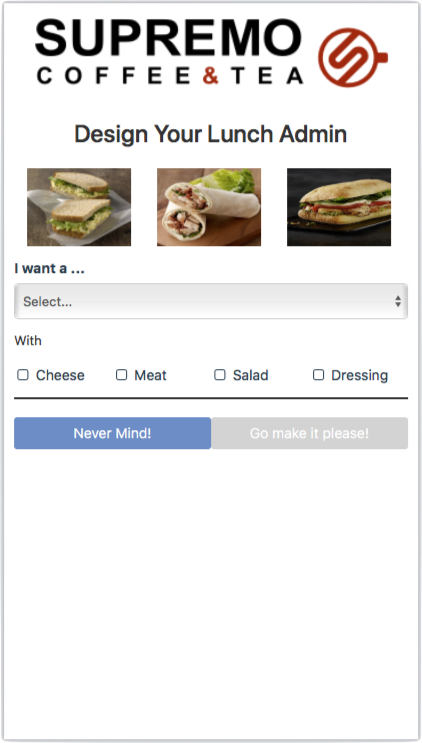 SUPREMO
COFFEE & TEA
Design Your Lunch Admin
I want a ...
Select...
With
Cheese Meat Salad Dressing
Never Mind! Go make it please!